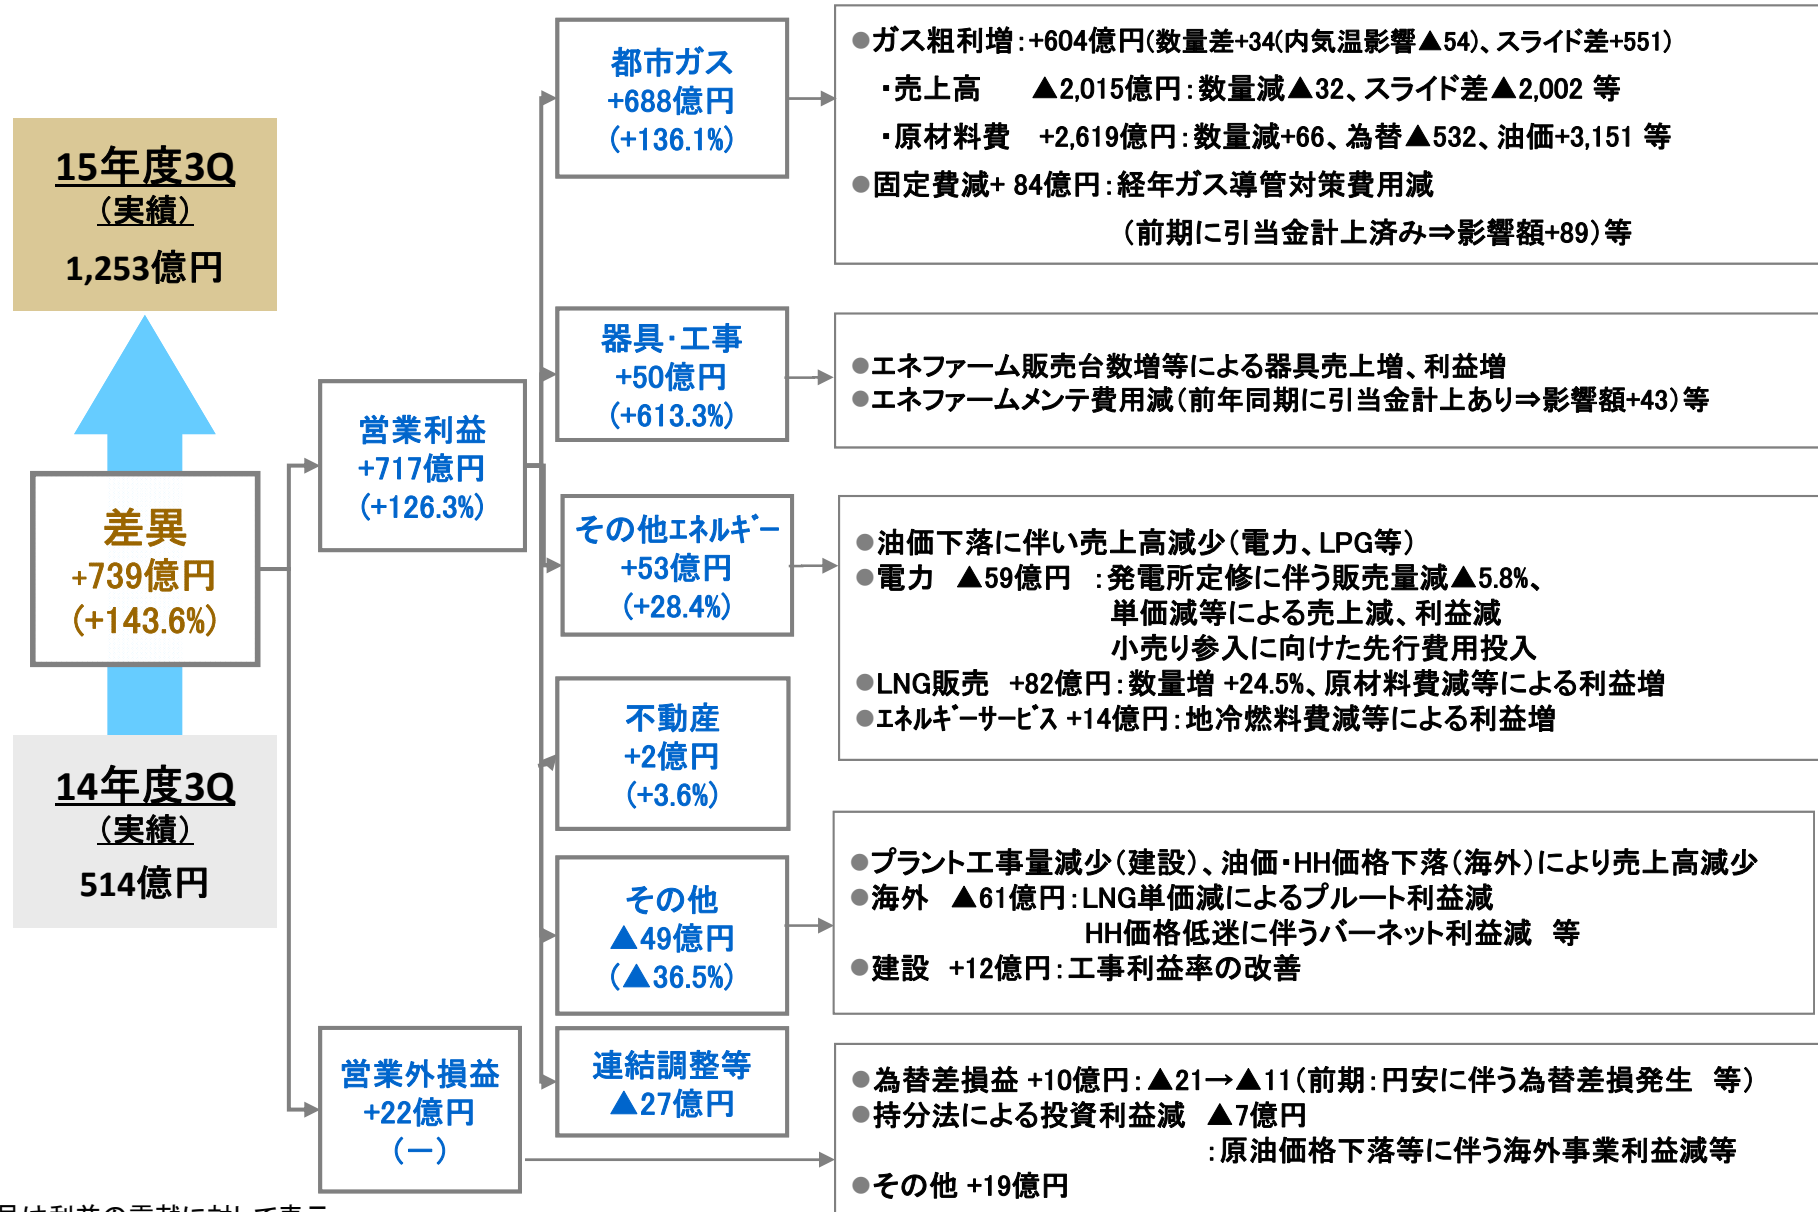 15年度3Q
（実績）
1,253億円
差異
+739億円
(+143.6%)
14年度3Q
（実績）
514億円
営業利益
+717億円
(+126.3%)
営業外損益
+22億円
（―）
都市ガス
+688億円
(+136.1%)
●ガス粗利増：+604億円(数量差+34(内気温影響▲54)、スライド差+551)
・売上高　▲2,015億円：数量減▲32、スライド差▲2,002 等
・原材料費　+2,619億円：数量減+66、為替▲532、油価+3,151 等
●固定費減+ 84億円：経年ガス導管対策費用減
（前期に引当金計上済み⇒影響額+89）等
器具・工事
+50億円
(+613.3%)
●エネファーム販売台数増等による器具売上増、利益増
●エネファームメンテ費用減（前年同期に引当金計上あり⇒影響額+43）等
その他ｴﾈﾙｷﾞｰ
+53億円
(+28.4%)
●油価下落に伴い売上高減少（電力、LPG等）
●電力　▲59億円　：発電所定修に伴う販売量減▲5.8%、
単価減等による売上減、利益減
小売り参入に向けた先行費用投入
●LNG販売　+82億円：数量増 +24.5%、原材料費減等による利益増
●ｴﾈﾙｷﾞｰｻｰﾋﾞｽ +14億円：地冷燃料費減等による利益増
不動産
+2億円
(+3.6%)
その他
▲49億円
(▲36.5%)
●プラント工事量減少（建設）、油価・HH価格下落（海外）により売上高減少
●海外　▲61億円：LNG単価減によるプルート利益減
HH価格低迷に伴うバーネット利益減　等
●建設　+12億円：工事利益率の改善
連結調整等
▲27億円
●為替差損益 +10億円：▲21→▲11（前期：円安に伴う為替差損発生　等）
●持分法による投資利益減　▲7億円
：原油価格下落等に伴う海外事業利益減等
●その他 +19億円